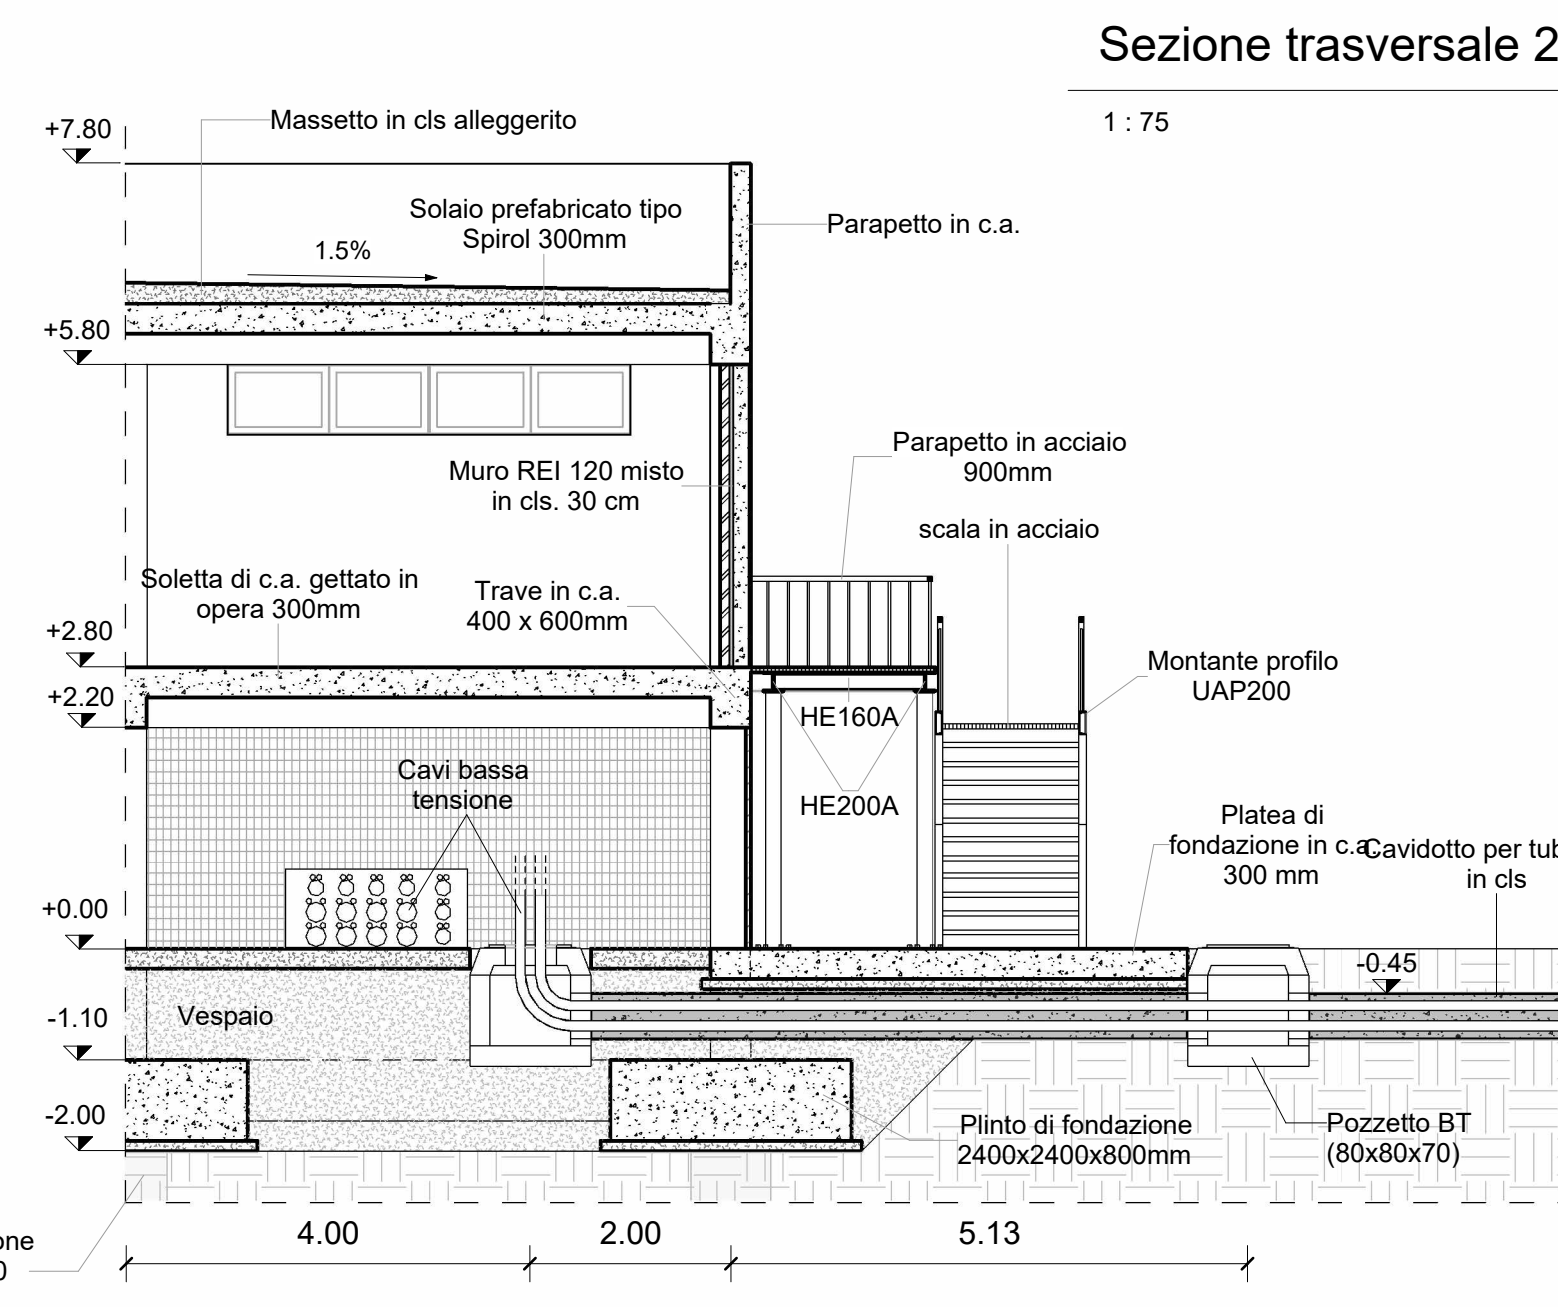 Sezione trasversale 2
1 : 75
+7.80
Massetto in cls alleggerito
Solaio prefabricato tipo
Spirol 300mm
1.5%
Parapetto in c.a.
+5.80
Parapetto in acciaio
900mm
Muro REI 120 misto
in cls. 30 cm
scala in acciaio
Soletta di c.a. gettato in
opera 300mm
Trave in c.a.
400 x 600mm
+2.80
Montante profilo
UAP200
+2.20
HE160A
Cavi bassa
tensione
HE200A
Platea di
fondazione in c.a.
300 mm
Cavidotto per tub
in cls
+0.00
-0.45
Vespaio
-1.10
-2.00
Plinto di fondazione
2400x2400x800mm
Pozzetto BT
(80x80x70)
one
0
4.00
2.00
5.13